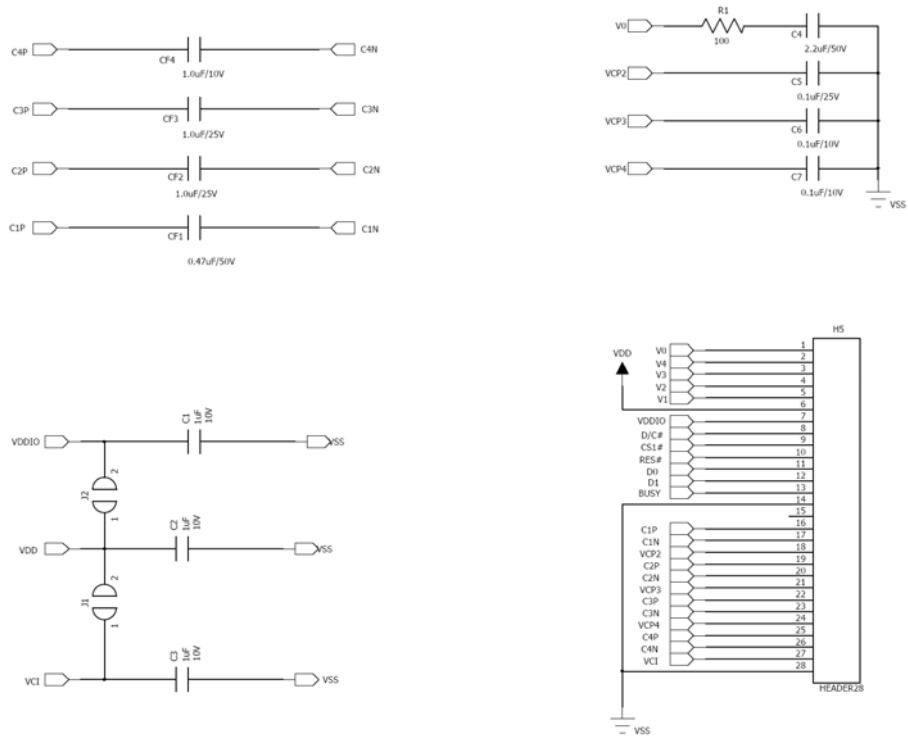 C4P
CF4
1.0uF/10V
C4N
C3P
CF3
1.0uF/25V
C3N
C2P
CF2
1.0uF/25V
C2N
C1P
CF1
0.47uF/50V
C1N
V0
R1
100
C4
2.2uF/50V
VCP2
C5
0.1uF/25V
VCP3
C6
0.1uF/10V
VCP4
C7
0.1uF/10V
VSS
VDDIO
C1
1uF
10V
VSS
J2
2
1
VDD
C2
1uF
10V
VSS
J1
2
1
VCI
C3
1uF
10V
VSS
H5
VDD
V0 1
V4 2
V3 3
V2 4
V1 5
6
VDDIO 7
D/C# 8
CS1# 9
RES# 10
D0 11
D1 12
BUSY 13
14
15
C1P 16
C1N 17
VCP2 18
C2P 19
C2N 20
VCP3 21
C3P 22
C3N 23
VCP4 24
C4P 25
C4N 26
VCI 27
28
HEADER28
VSS